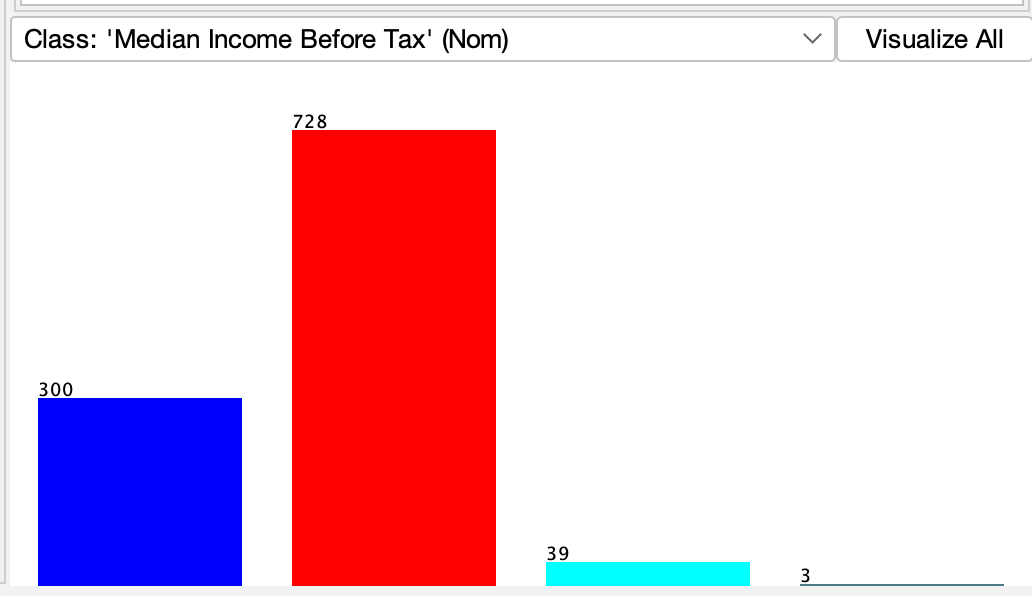 Class: 'Median Income Before Tax' (Nom)
Visualize All
728
300
39
3